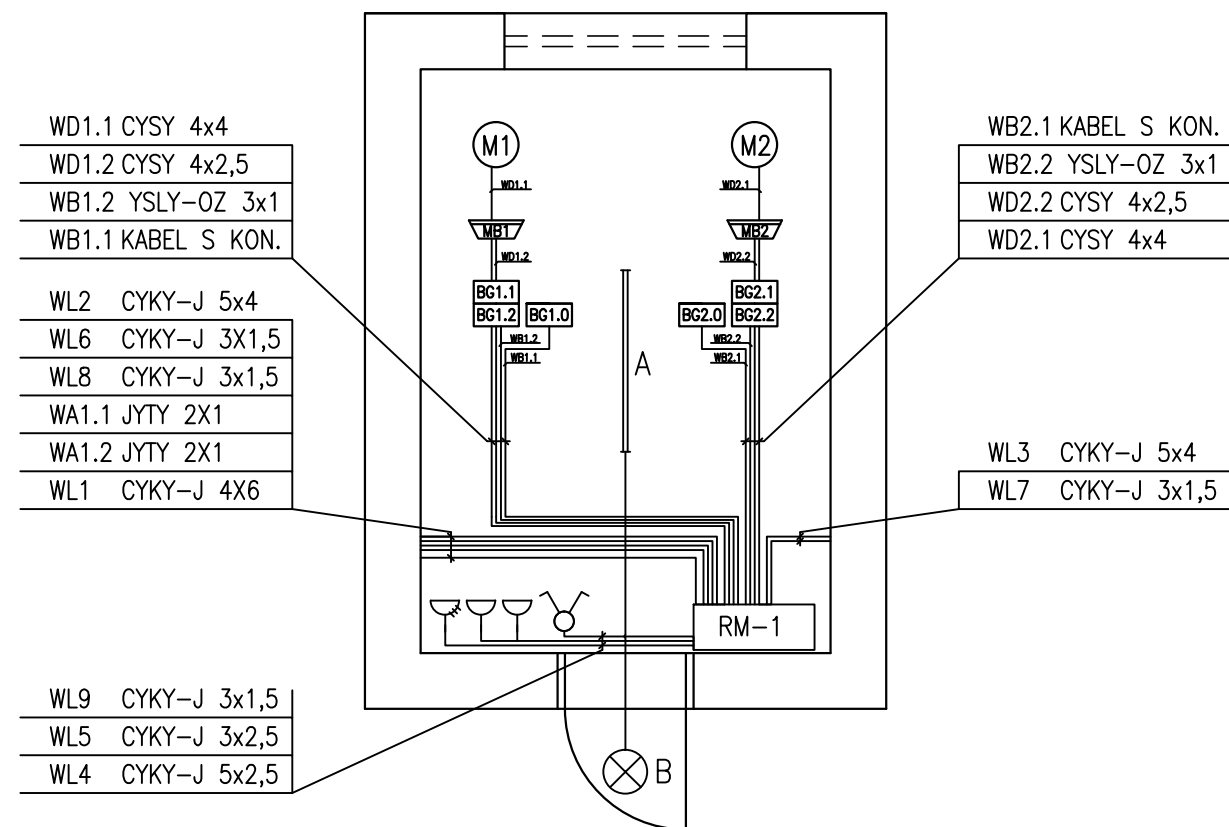 WD1.1 CYSY 4x4
WD1.2 CYSY 4x2,5
WB1.2 YSLY-OZ 3x1
WB1.1 KABEL S KON.
WL2 CYKY-J 5x4
WL6 CYKY-J 3X1,5
WL8 CYKY-J 3x1,5
WA1.1 JYTY 2X1
WA1.2 JYTY 2X1
WL1 CYKY-J 4X6
WL9 CYKY-J 3x1,5
WL5 CYKY-J 3x2,5
WL4 CYKY-J 5x2,5
M1
WD1.1
MB1
WD1.2
BG1.1
BG1.2 BG1.0
WB1.2
WB1.1
A
M2
WD2.1
MB2
WD2.2
BG2.1
BG2.0 BG2.2
WB2.2
WB2.1
RM-1
B
WB2.1 KABEL S KON.
WB2.2 YSLY-OZ 3x1
WD2.2 CYSY 4x2,5
WD2.1 CYSY 4x4
WL3 CYKY-J 5x4
WL7 CYKY-J 3x1,5